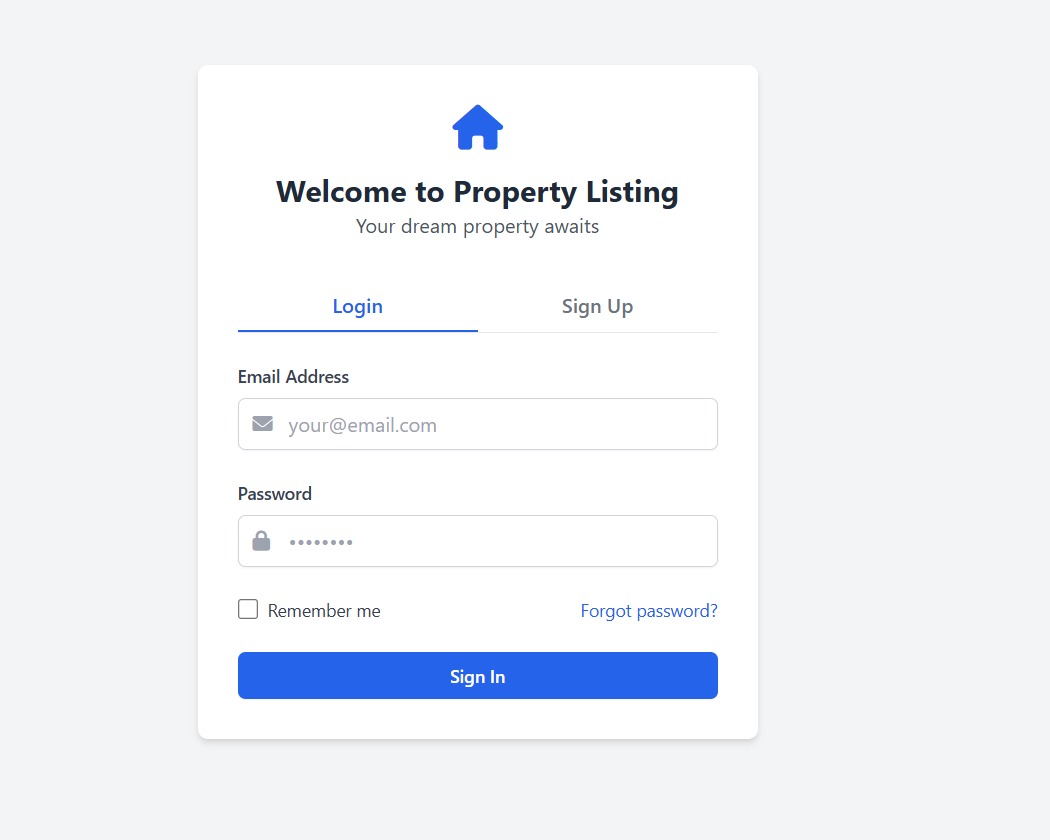 Welcome to Property Listing
Your dream property awaits
Login
Sign Up
Email Address
your@email.com
Password
••••••••
Remember me
Forgot password?
Sign In